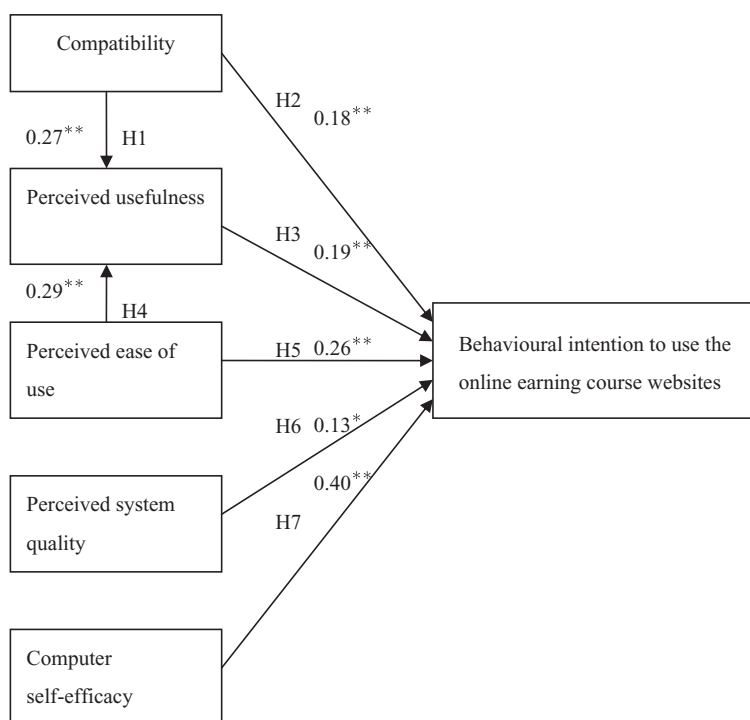 Compatibility
H2
0.18**
0.27**
H1
Perceived usefulness
H3
0.19**
0.29**
H4
Perceived ease of
use
H5
0.26**
Behavioural intention to use the
online earning course websites
H6
0.13*
0.40**
Perceived system
quality
H7
Computer
self-efficacy